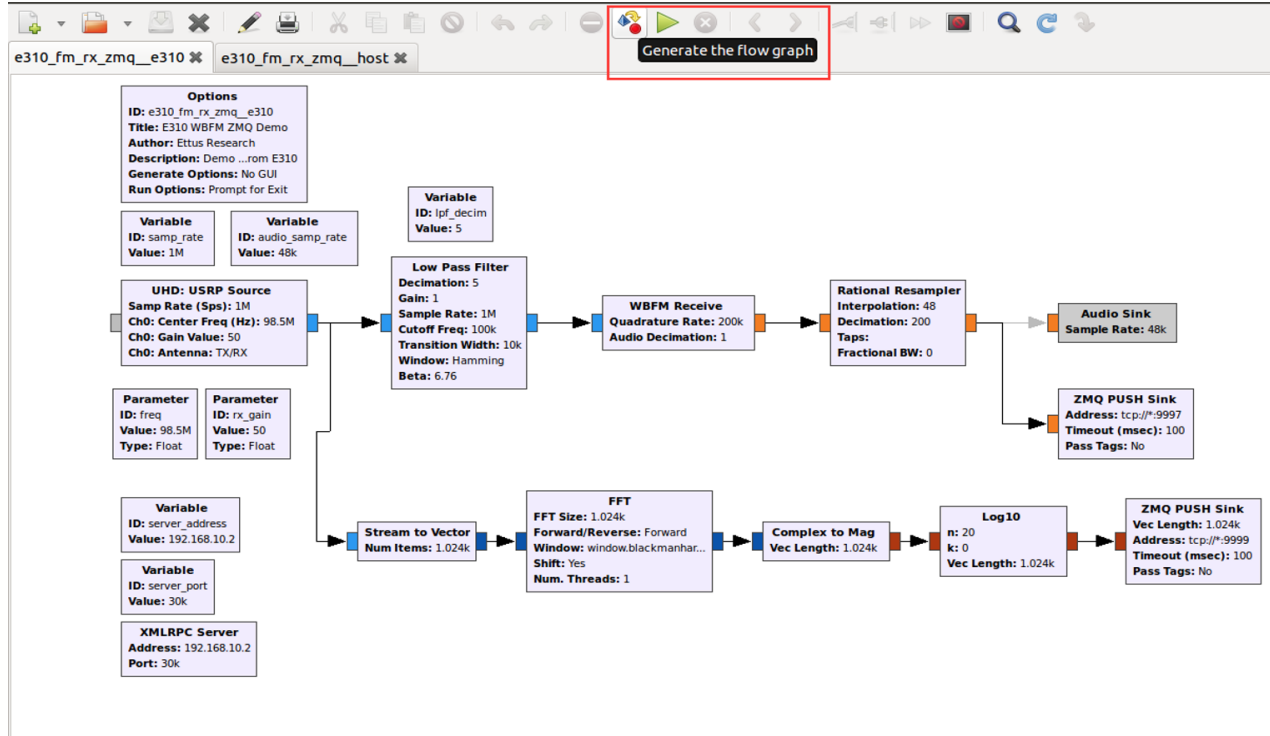 Generate the flow graph
e310_fm_rx_zmq__e310
e310_fm_rx_zmq__host
Options
ID: e310_fm_rx_zmq__e310
Title: E310 WBFM ZMQ Demo
Author: Ettus Research
Description: Demo ...rom E310
Generate Options: No GUI
Run Options: Prompt for Exit
Variable
ID: samp_rate
Value: 1M
Variable
ID: audio_samp_rate
Value: 48k
Variable
ID: lpf_decim
Value: 5
UHD: USRP Source
Samp Rate (Sps): 1M
Ch0: Center Freq (Hz): 98.5M
Ch0: Gain Value: 50
Ch0: Antenna: TX/RX
Low Pass Filter
Decimation: 5
Gain: 1
Sample Rate: 1M
Cutoff Freq: 100k
Transition Width: 10k
Window: Hamming
Beta: 6.76
WBFM Receive
Quadrature Rate: 200k
Audio Decimation: 1
Rational Resampler
Interpolation: 48
Decimation: 200
Taps:
Fractional BW: 0
Audio Sink
Sample Rate: 48k
Parameter
ID: freq
Value: 98.5M
Type: Float
Parameter
ID: rx_gain
Value: 50
Type: Float
ZMQ PUSH Sink
Address: tcp://*:9997
Timeout (msec): 100
Pass Tags: No
Variable
ID: server_address
Value: 192.168.10.2
Stream to Vector
Num Items: 1.024k
FFT
FFT Size: 1.024k
Forward/Reverse: Forward
Window: window.blackmanhar...
Shift: Yes
Num. Threads: 1
Complex to Mag
Vec Length: 1.024k
Log10
n: 20
k: 0
Vec Length: 1.024k
ZMQ PUSH Sink
Vec Length: 1.024k
Address: tcp://*:9999
Timeout (msec): 100
Pass Tags: No
Variable
ID: server_port
Value: 30k
XMLRPC Server
Address: 192.168.10.2
Port: 30k